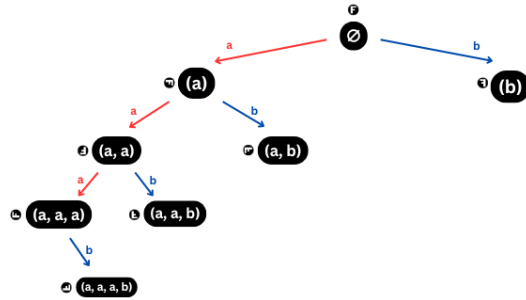 ∅
a
b
(a)
(b)
a
b
(a, a)
(a, b)
a
b
(a, a, a)
(a, a, b)
b
(a, a, a, b)